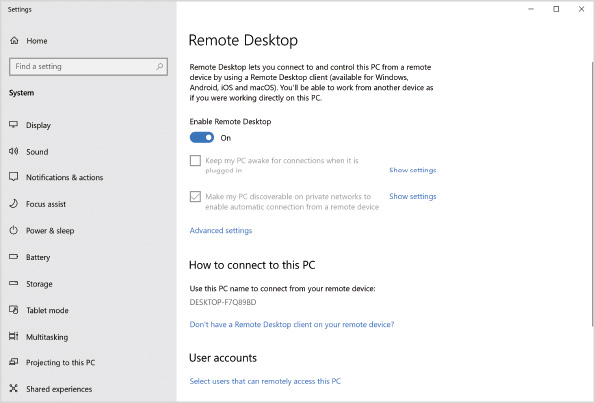 Settings
Home
Find a setting
System
Display
Sound
Notifications & actions
Focus assist
Power & sleep
Battery
Storage
Tablet mode
Multitasking
Projecting to this PC
Shared experiences
Remote Desktop
Remote Desktop lets you connect to and control this PC from a remote
device by using a Remote Desktop client (available for Windows,
Android, iOS and macOS). You'll be able to work from another device as
if you were working directly on this PC.
Enable Remote Desktop
On
Keep my PC awake for connections when it is
plugged in
Show settings
Make my PC discoverable on private networks to
enable automatic connection from a remote device
Show settings
Advanced settings
How to connect to this PC
Use this PC name to connect from your remote device:
DESKTOP-F7Q89BD
Don't have a Remote Desktop client on your remote device?
User accounts
Select users that can remotely access this PC